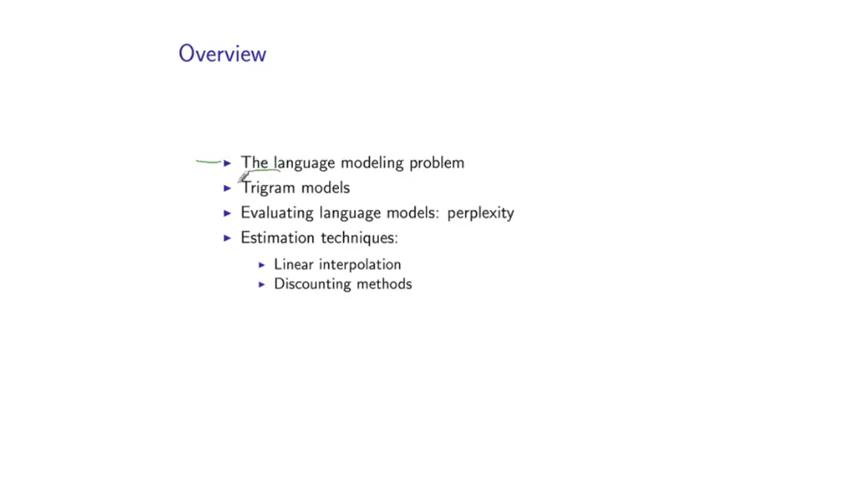 Overview
The language modeling problem
Trigram models
Evaluating language models: perplexity
Estimation techniques:
Linear interpolation
Discounting methods